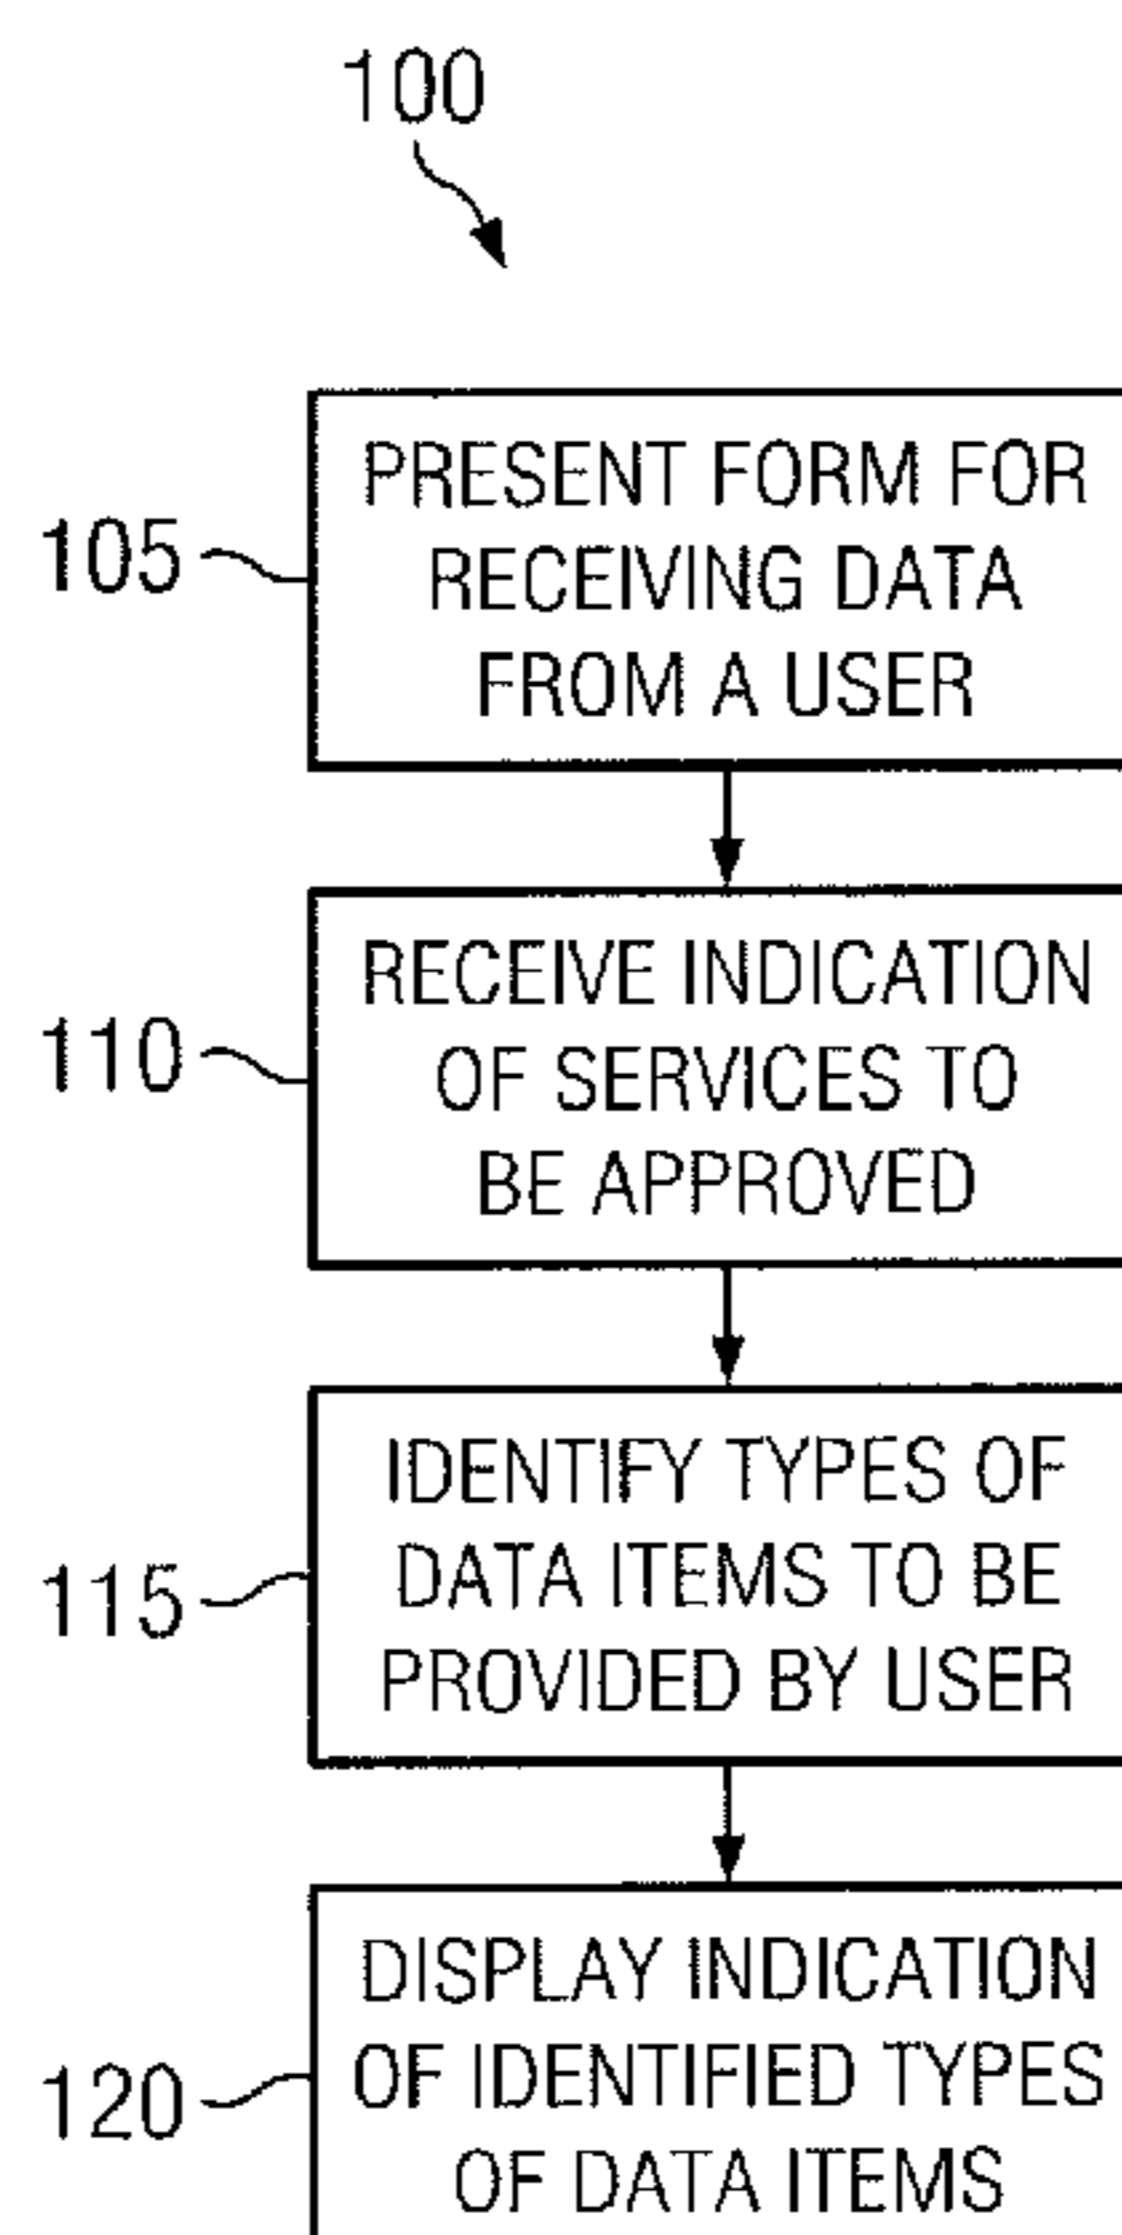 100
105
PRESENT FORM FOR
RECEIVING DATA
FROM A USER
110
RECEIVE INDICATION
OF SERVICES TO
BE APPROVED
115
IDENTIFY TYPES OF
DATA ITEMS TO BE
PROVIDED BY USER
120
DISPLAY INDICATION
OF IDENTIFIED TYPES
OF DATA ITEMS